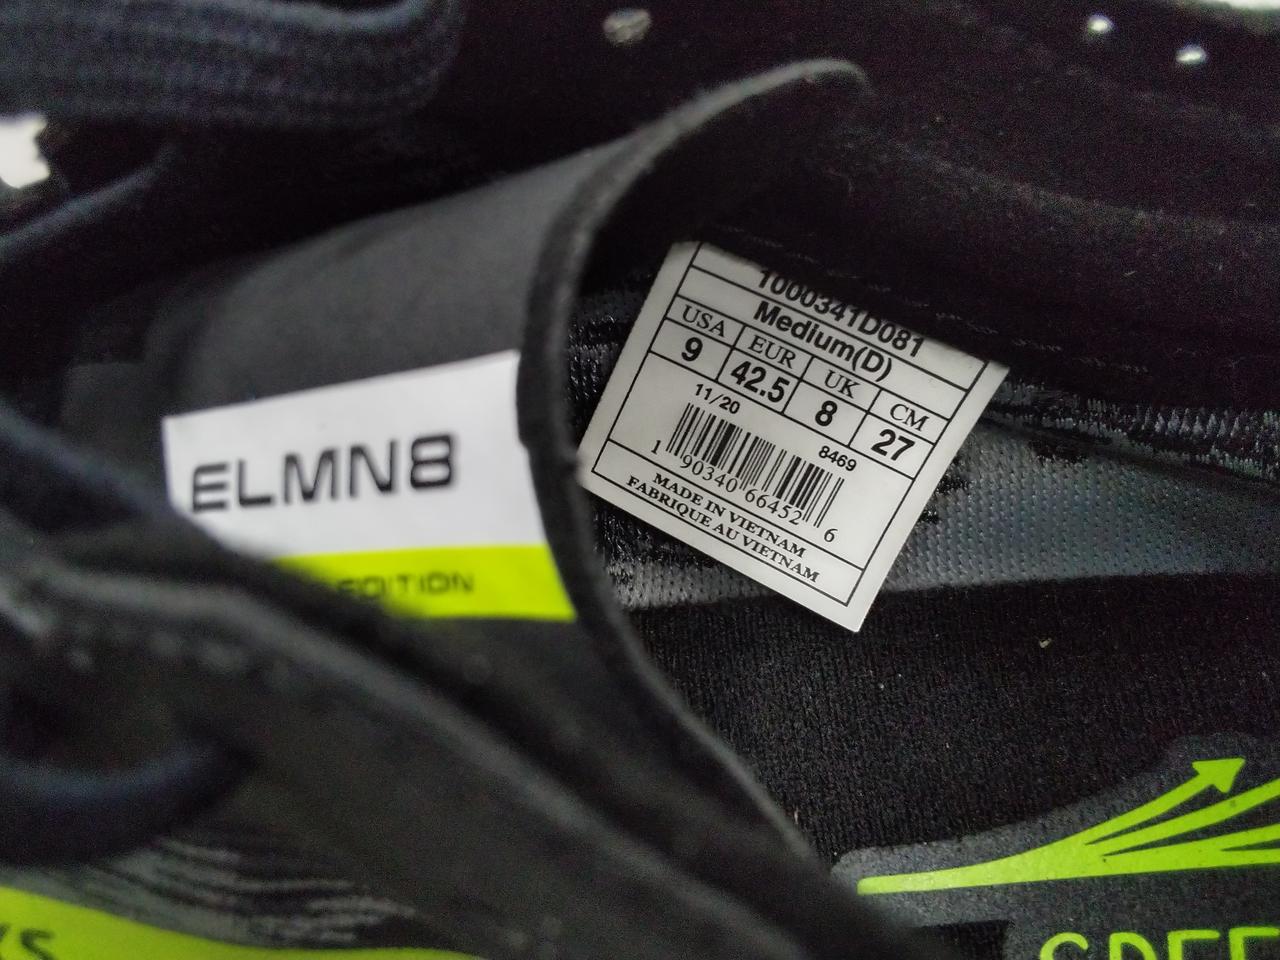 ELMN8
EDITION
1000341D081
Medium(D)
USA EUR UK CM
9 42.5 8 27
11/20
8469
1 90340 66452 6
MADE IN VIETNAM
FABRIQUE AU VIETNAM